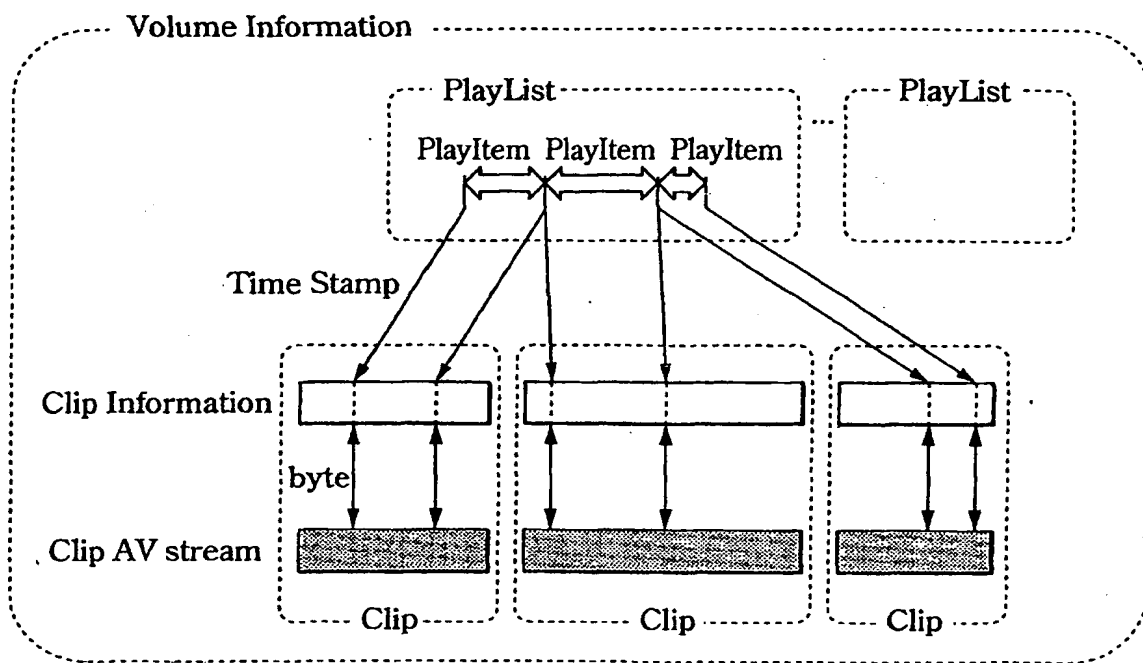 Volume Information
PlayList
PlayList
...
PlayItem PlayItem PlayItem
Time Stamp
Clip Information
byte
Clip AV stream
Clip
Clip
Clip